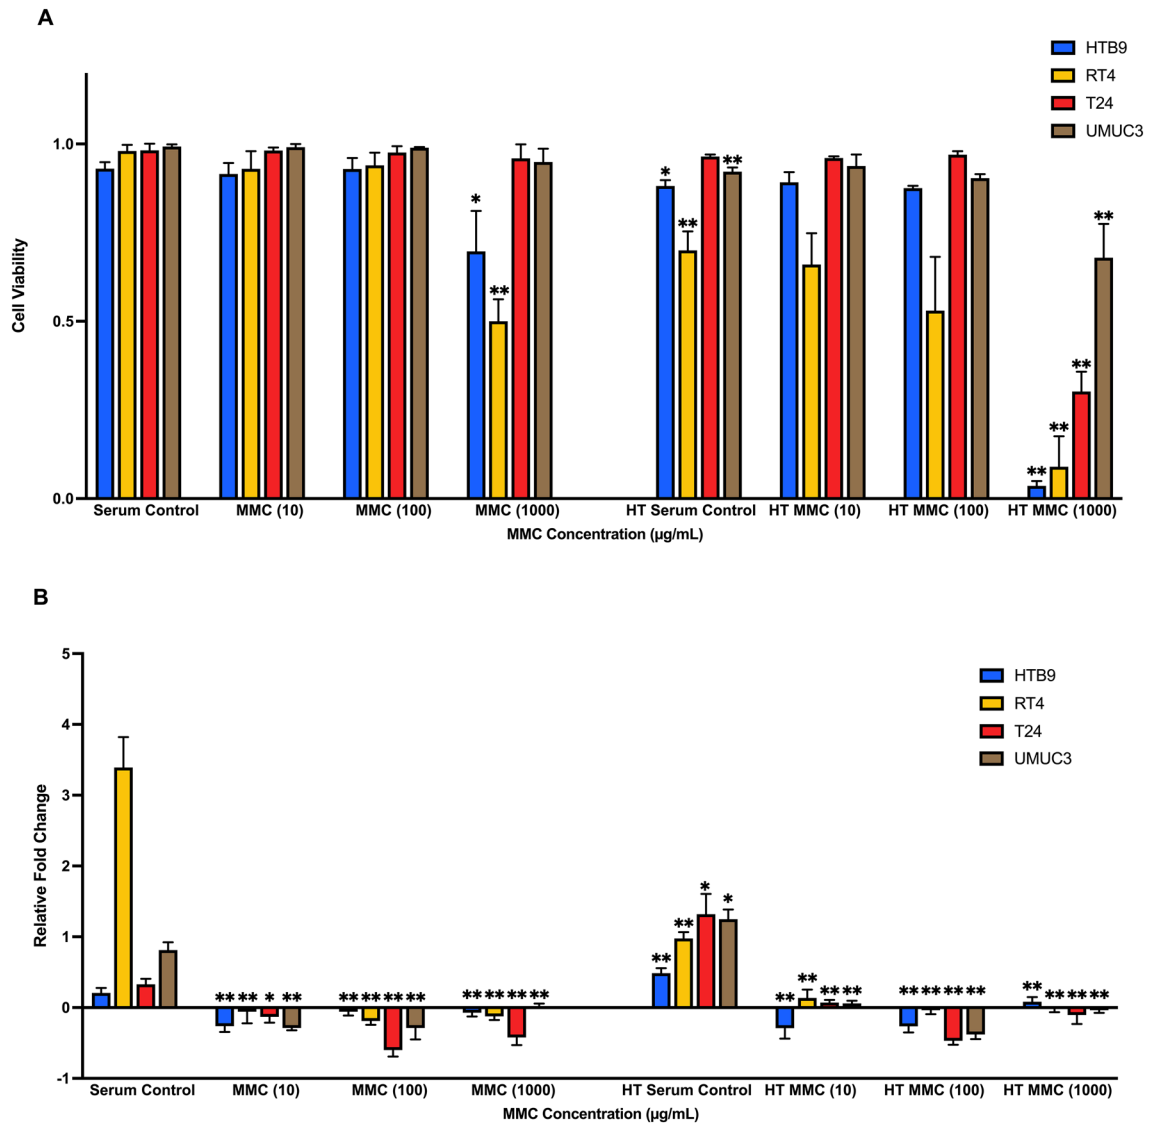 A
HTB9
RT4
T24
UMUC3
Cell Viability
1.0
0.5
0.0
* ** * ** ** ** ** ** **
Serum Control MMC (10) MMC (100) MMC (1000) HT Serum Control HT MMC (10) HT MMC (100) HT MMC (1000)
MMC Concentration (µg/mL)
B
HTB9
RT4
T24
UMUC3
Relative Fold Change
5
4
3
2
1
0
-1
** ** * ** ** ** ** ** ** ** ** ** ** ** * * ** ** ** ** ** ** ** ** ** ** ** **
Serum Control MMC (10) MMC (100) MMC (1000) HT Serum Control HT MMC (10) HT MMC (100) HT MMC (1000)
MMC Concentration (µg/mL)